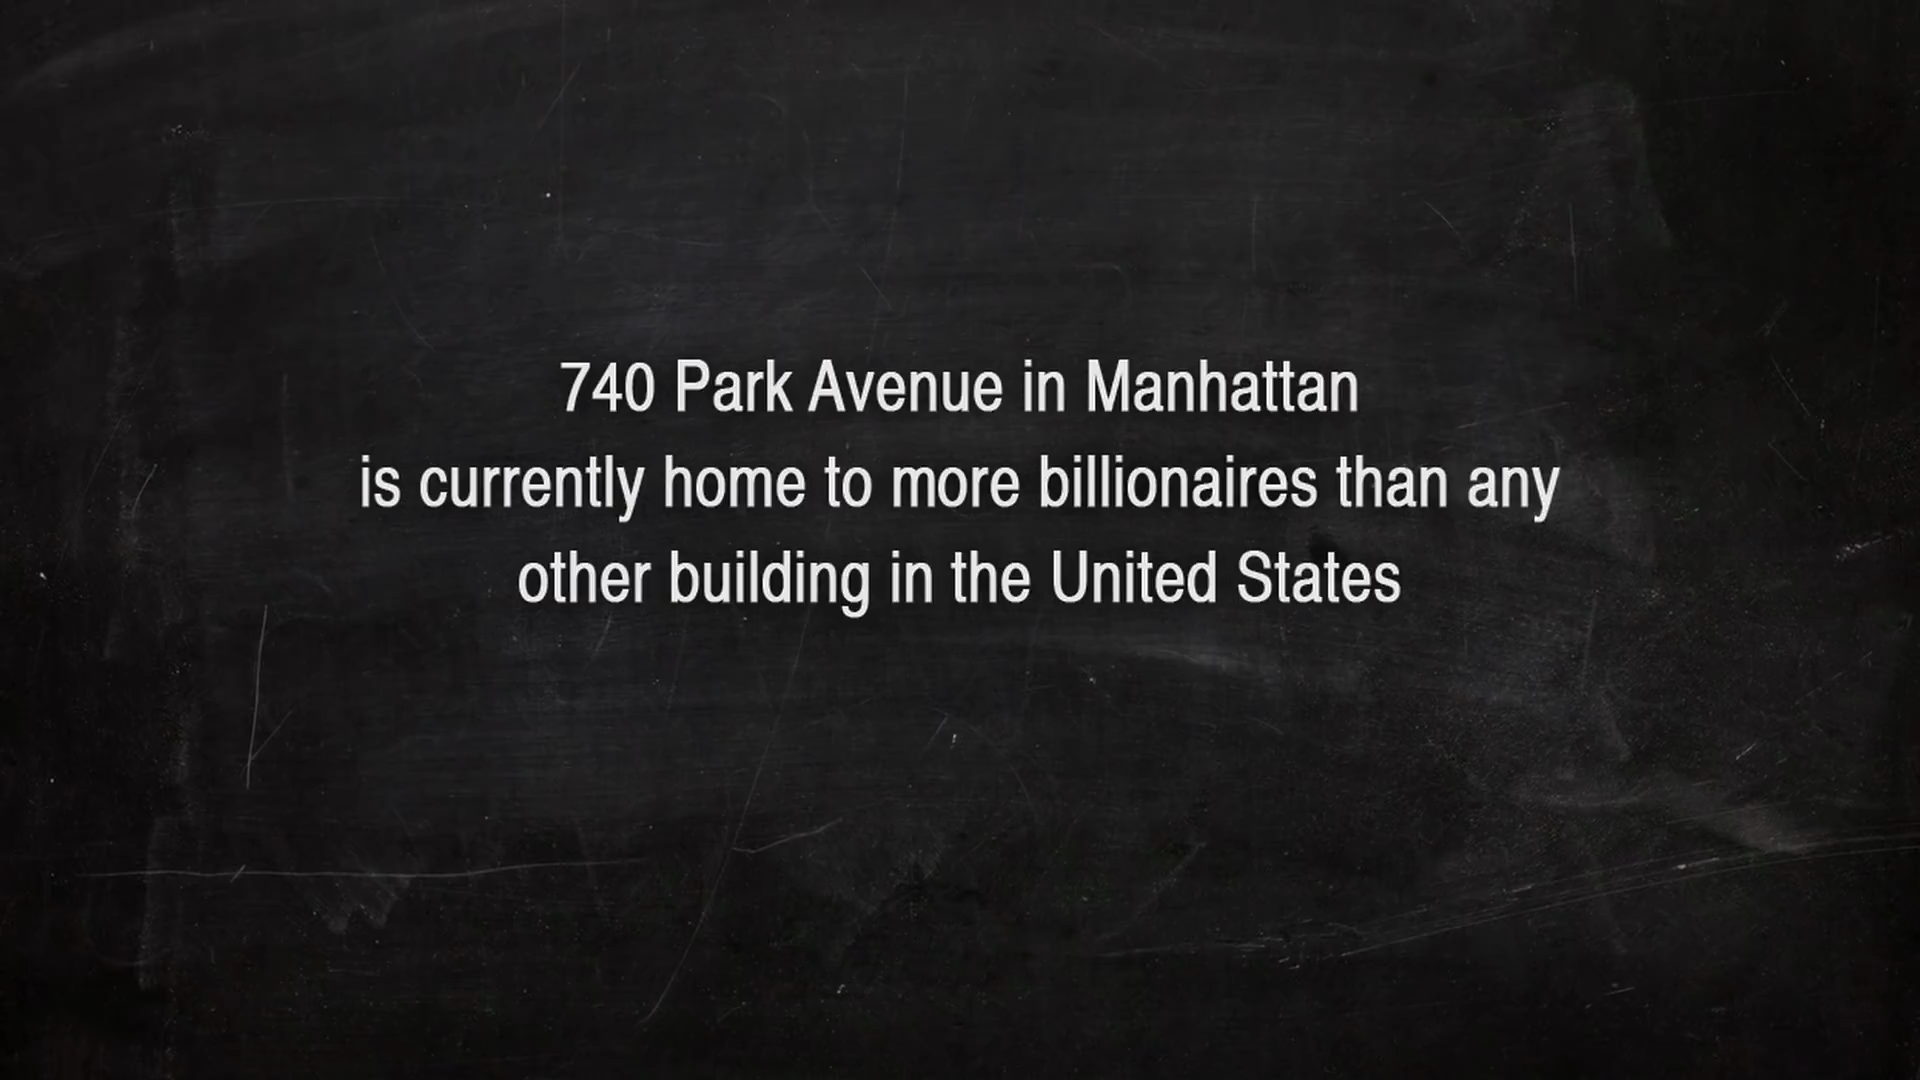 740 Park Avenue in Manhattan
is currently home to more billionaires than any
other building in the United States